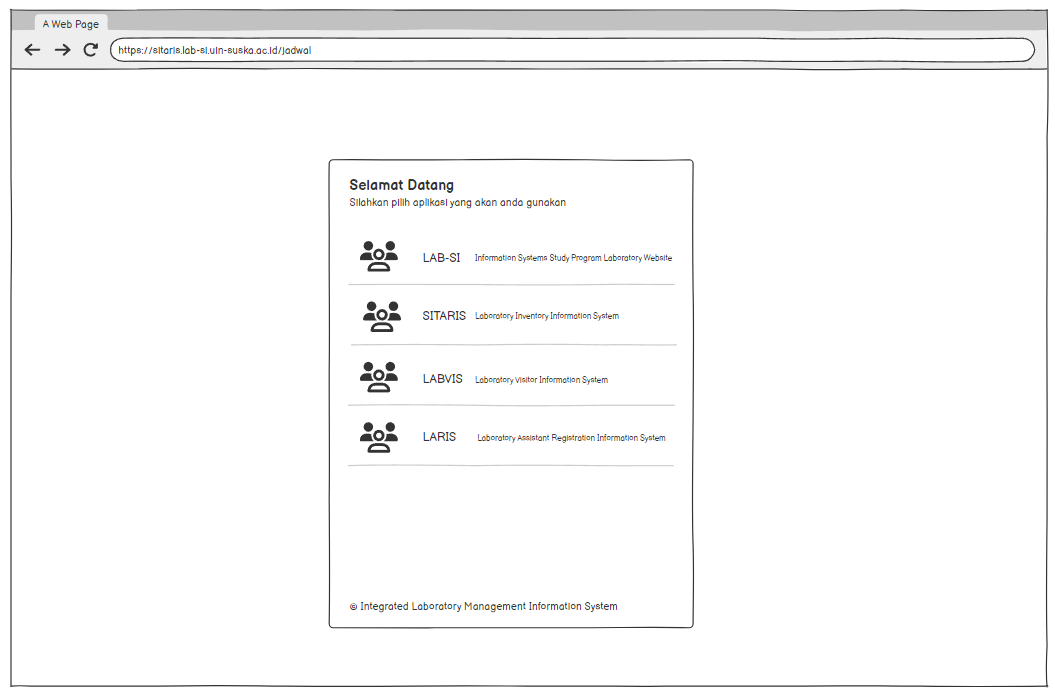 A Web Page
https://sitaris.lab-si.uin-suska.ac.id/jadwal
Selamat Datang
Silahkan pilih aplikasi yang akan anda gunakan
LAB-SI Information Systems Study Program Laboratory Website
SITARIS Laboratory Inventory Information System
LABVIS Laboratory Visitor Information System
LARIS Laboratory Assistant Registration Information System
© Integrated Laboratory Management Information System